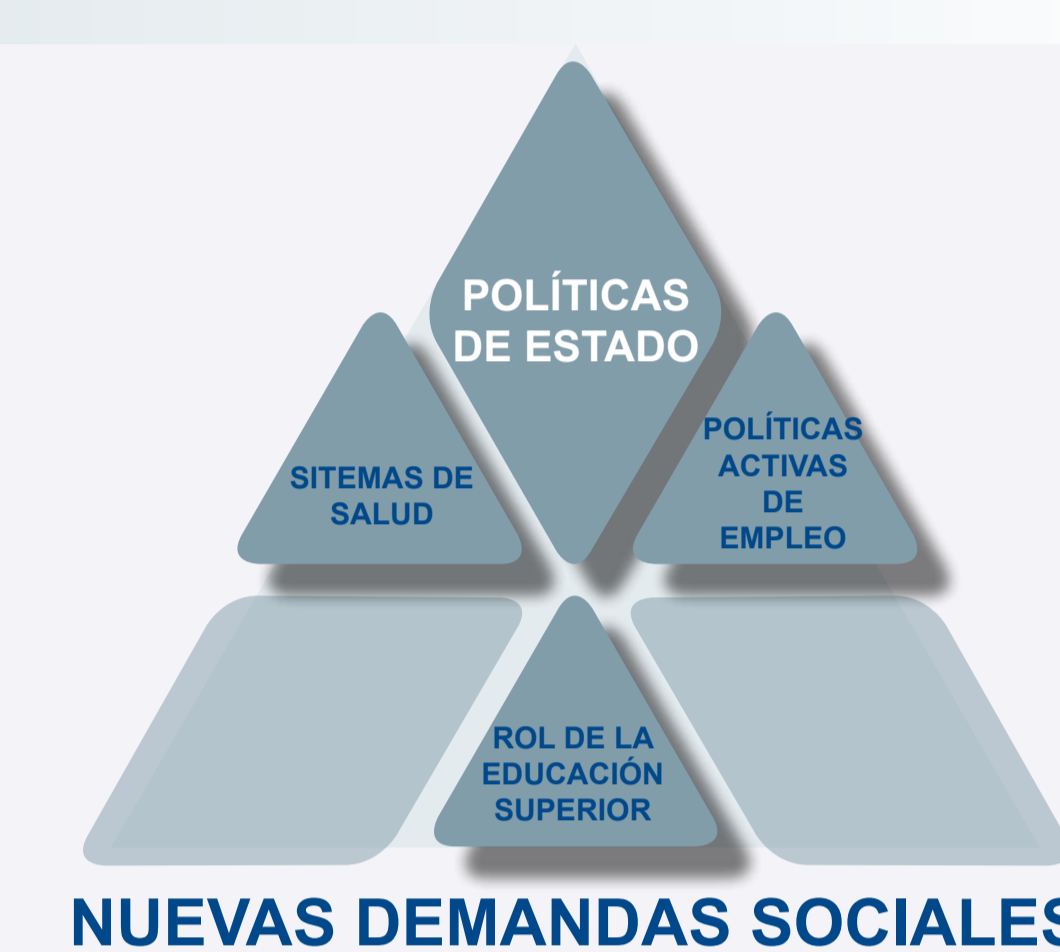 POLÍTICAS
DE ESTADO
SITEMAS DE
SALUD
POLÍTICAS
ACTIVAS
DE
EMPLEO
ROL DE LA
EDUCACIÓN
SUPERIOR
NUEVAS DEMANDAS SOCIALES